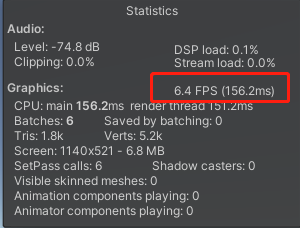 Statistics
Audio:
Level: -74.8 dB DSP load: 0.1%
Clipping: 0.0% Stream load: 0.0%
Graphics: 6.4 FPS (156.2ms)
CPU: main 156.2ms render thread 151.2ms
Batches: 6 Saved by batching: 0
Tris: 1.8k Verts: 5.2k
Screen: 1140x521 - 6.8 MB
SetPass calls: 6 Shadow casters: 0
Visible skinned meshes: 0
Animation components playing: 0
Animator components playing: 0